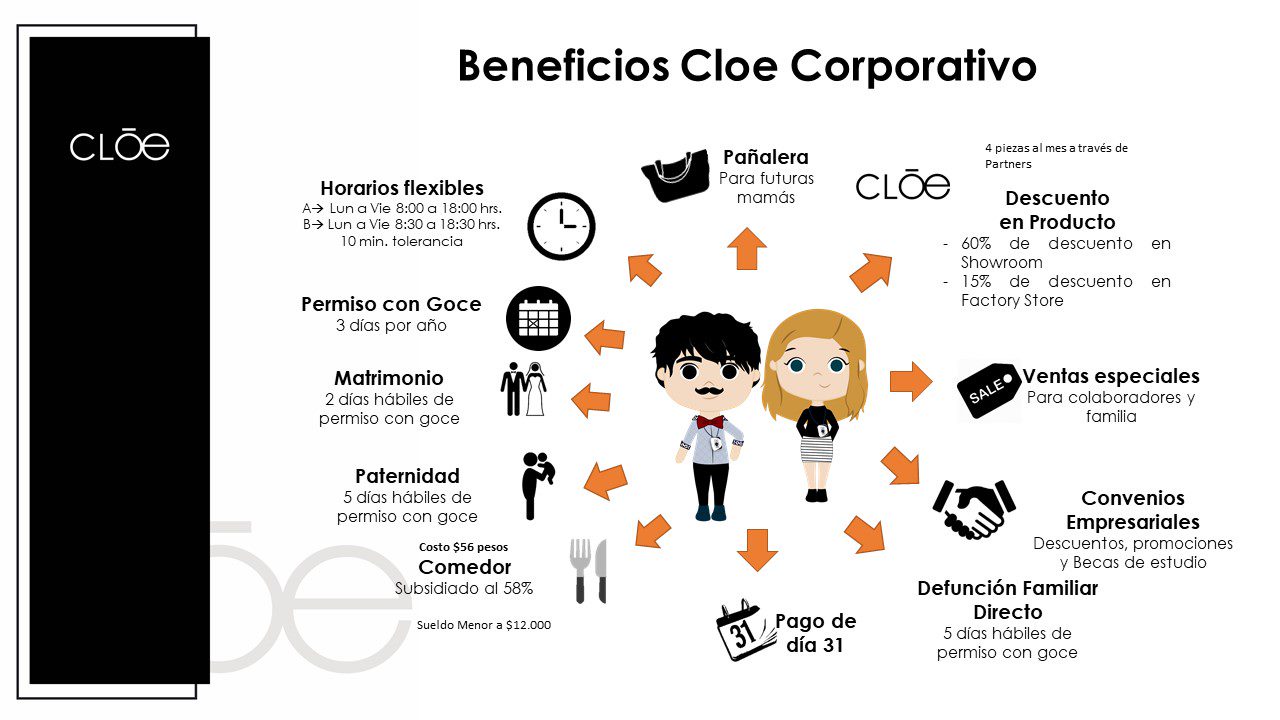 Beneficios Cloe Corporativo
CLŌE
Horarios flexibles
A→ Lun a Vie 8:00 a 18:00 hrs.
B→ Lun a Vie 8:30 a 18:30 hrs.
10 min. tolerancia
Permiso con Goce
3 días por año
Matrimonio
2 días hábiles de
permiso con goce
Paternidad
5 días hábiles de
permiso con goce
Costo $56 pesos
Comedor
Subsidiado al 58%
Sueldo Menor a $12.000
Pañalera
Para futuras
mamás
CLŌE
4 piezas al mes a través de
Partners
Descuento
en Producto
- 60% de descuento en
Showroom
- 15% de descuento en
Factory Store
SALE
Ventas especiales
Para colaboradores y
familia
Convenios
Empresariales
Descuentos, promociones
y Becas de estudio
Defunción Familiar
Directo
5 días hábiles de
permiso con goce
31
Pago de
día 31
ōe